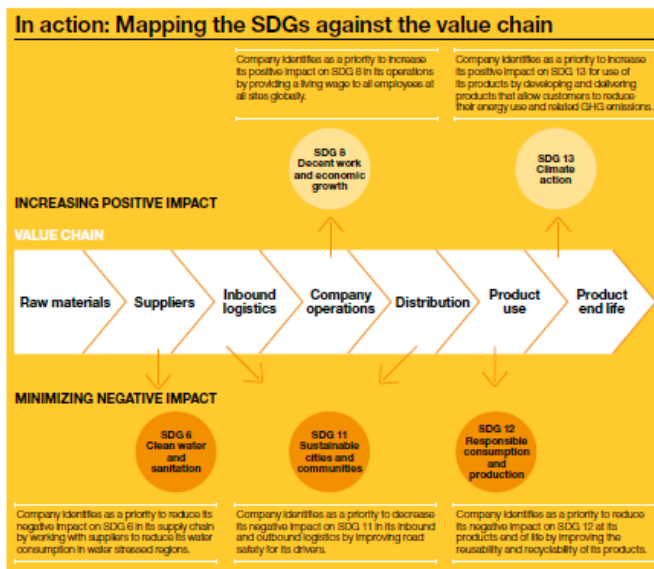 In action: Mapping the SDGs against the value chain
Company identifies as a priority to increase
its positive impact on SDG 8 in its operations
by providing a living wage to all employees at
all sites globally.
Company identifies as a priority to increase
its positive impact on SDG 13 for use of
its products by developing and delivering
products that allow customers to reduce
their energy use and related GHG emissions.
SDG 8
Decent work
and economic
growth
SDG 13
Climate
action
INCREASING POSITIVE IMPACT
VALUE CHAIN
Raw materials
Suppliers
Inbound
logistics
Company
operations
Distribution
Product
use
Product
end life
MINIMIZING NEGATIVE IMPACT
SDG 6
Clean water
and
sanitation
SDG 11
Sustainable
cities and
communities
SDG 12
Responsible
consumption
and
production
Company identifies as a priority to reduce its
negative impact on SDG 6 in its supply chain
by working with suppliers to reduce its water
consumption in water stressed regions.
Company identifies as a priority to decrease
its negative impact on SDG 11 in its inbound
and outbound logistics by improving road
safety for its drivers.
Company identifies as a priority to reduce
its negative impact on SDG 12 at its
products end of life by improving the
reusability and recyclability of its products.